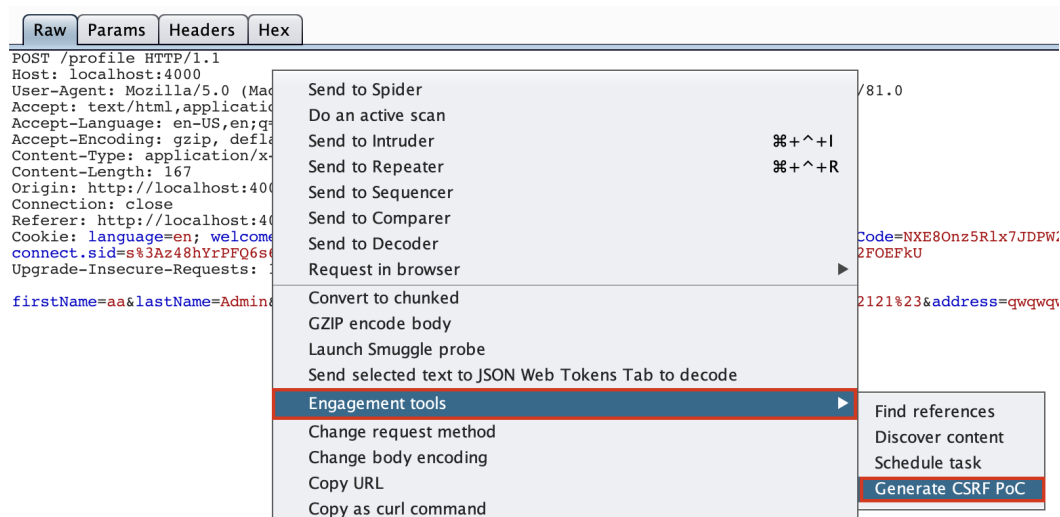 Raw Params Headers Hex
POST /profile HTTP/1.1
Host: localhost:4000
User-Agent: Mozilla/5.0 (Mac /81.0
Accept: text/html,applicatio
Accept-Language: en-US,en;q=
Accept-Encoding: gzip, defla
Content-Type: application/x-
Content-Length: 167
Origin: http://localhost:400
Connection: close
Referer: http://localhost:40
Cookie: language=en; welcome Code=NXE8Onz5Rlx7JDPW2
connect.sid=s%3Az48hYrPFQ6s6 2FOEFkU
Upgrade-Insecure-Requests: 1
firstName=aa&lastName=Admin& 2121%23&address=qwqwqw
Send to Spider
Do an active scan
Send to Intruder ⌘+^+I
Send to Repeater ⌘+^+R
Send to Sequencer
Send to Comparer
Send to Decoder
Request in browser
Convert to chunked
GZIP encode body
Launch Smuggle probe
Send selected text to JSON Web Tokens Tab to decode
Engagement tools
Change request method
Change body encoding
Copy URL
Copy as curl command
Find references
Discover content
Schedule task
Generate CSRF PoC